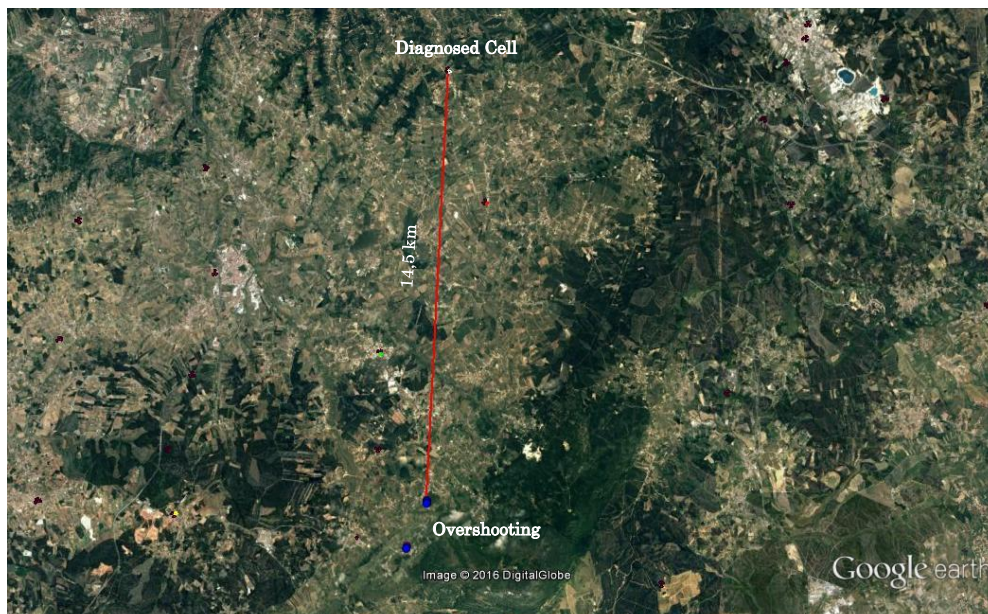 Diagnosed Cell
14,5 km
Overshooting
Image © 2016 DigitalGlobe
Google earth